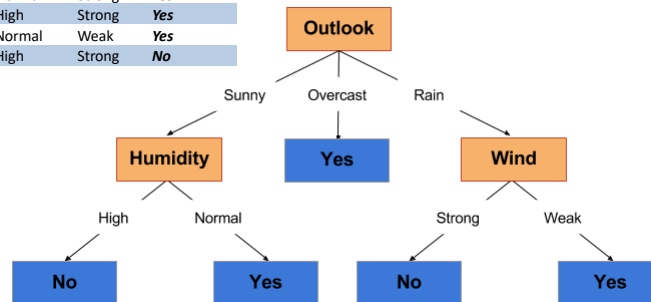 High Strong Yes
Normal Weak Yes
High Strong No
Outlook
Sunny Overcast Rain
Humidity Yes Wind
High Normal Strong Weak
No Yes No Yes